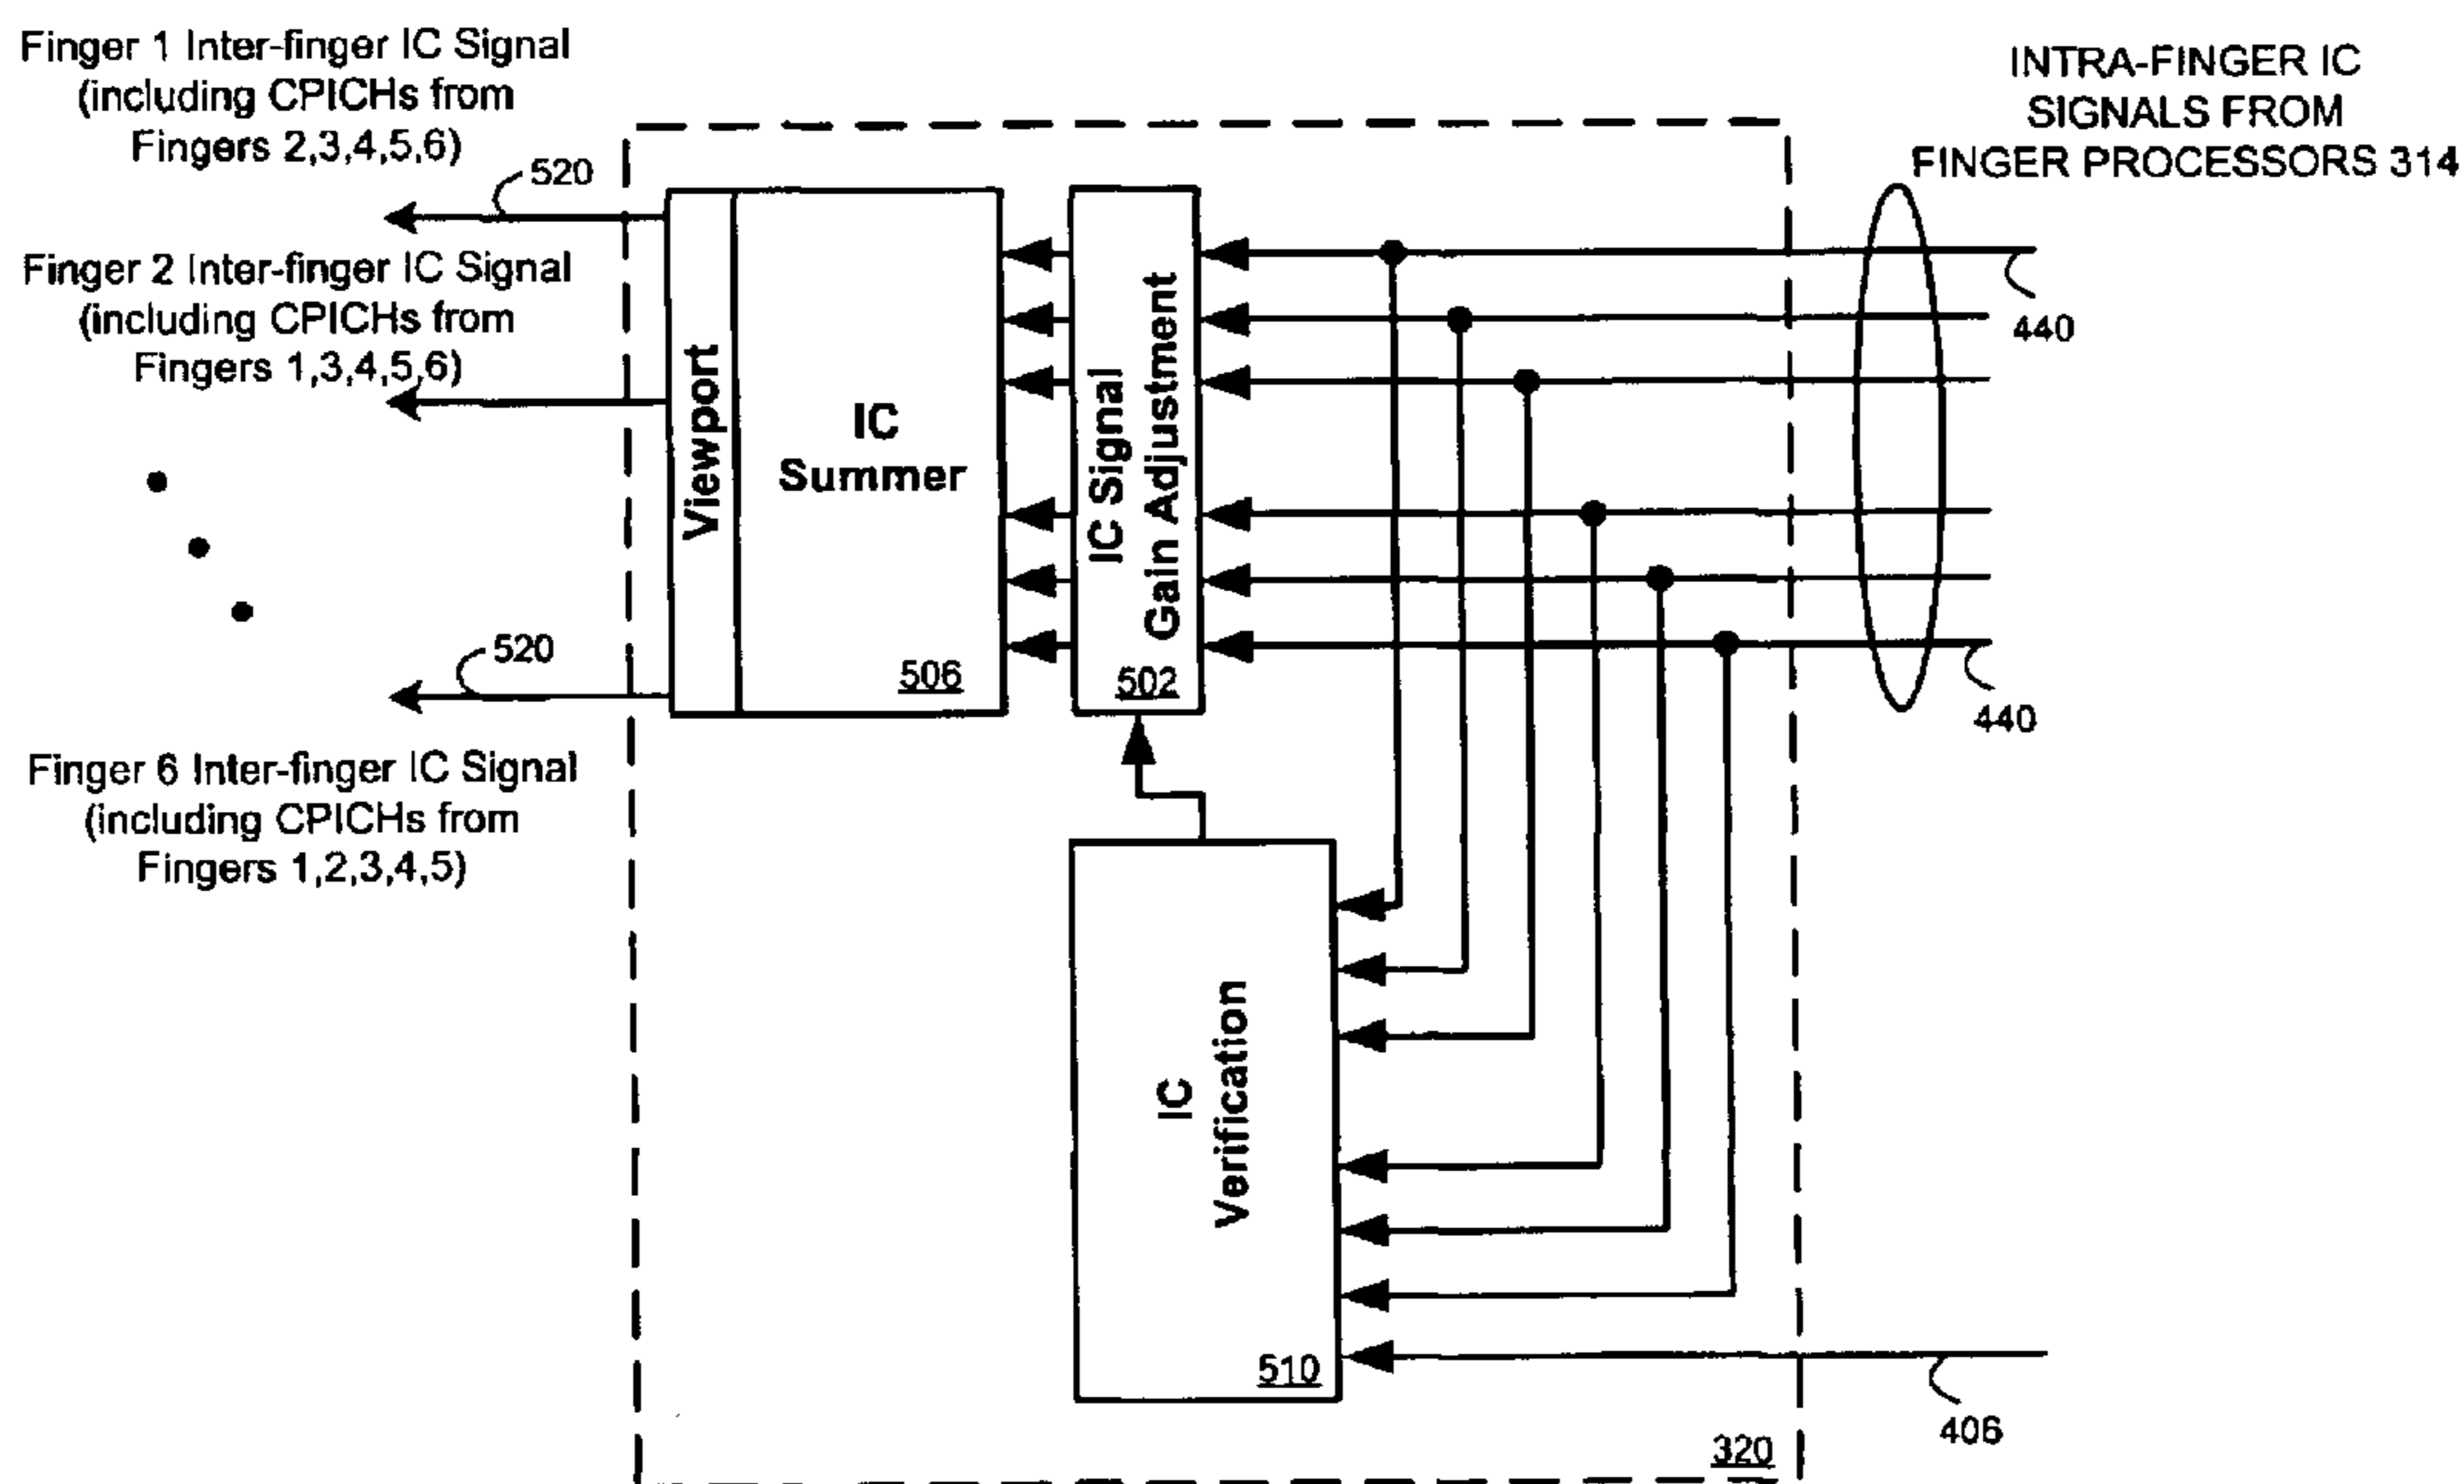 Finger 1 Inter-finger IC Signal
(including CPICHs from
Fingers 2,3,4,5,6)
520
Finger 2 Inter-finger IC Signal
(including CPICHs from
Fingers 1,3,4,5,6)
520
Finger 6 Inter-finger IC Signal
(including CPICHs from
Fingers 1,2,3,4,5)
Viewport
IC
Summer
506
IC Signal
Gain Adjustment
502
INTRA-FINGER IC
SIGNALS FROM
FINGER PROCESSORS 314
440
440
IC
Verification
510
406
320